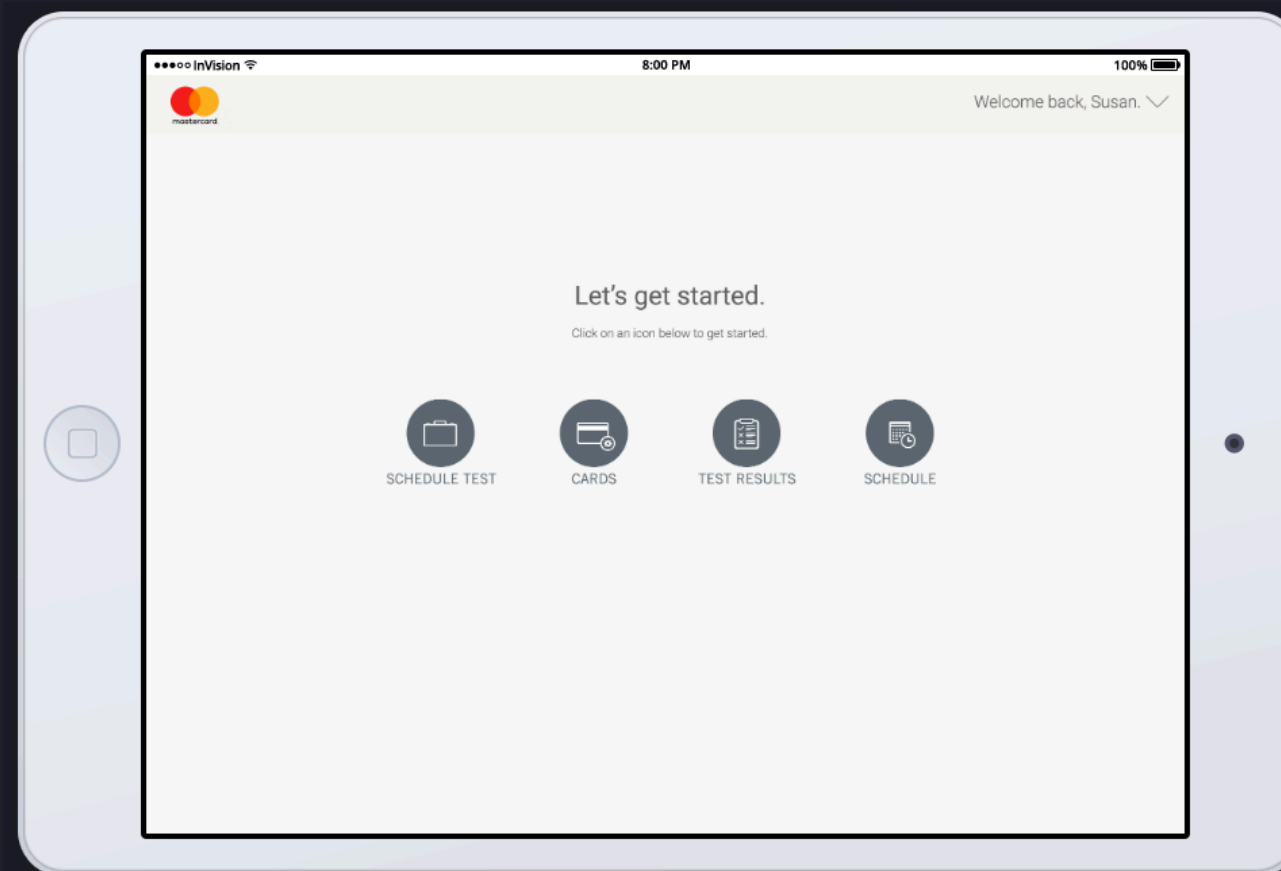 InVision 8:00 PM 100%
mastercard.
Welcome back, Susan.
Let's get started.
Click on an icon below to get started.
SCHEDULE TEST CARDS TEST RESULTS SCHEDULE